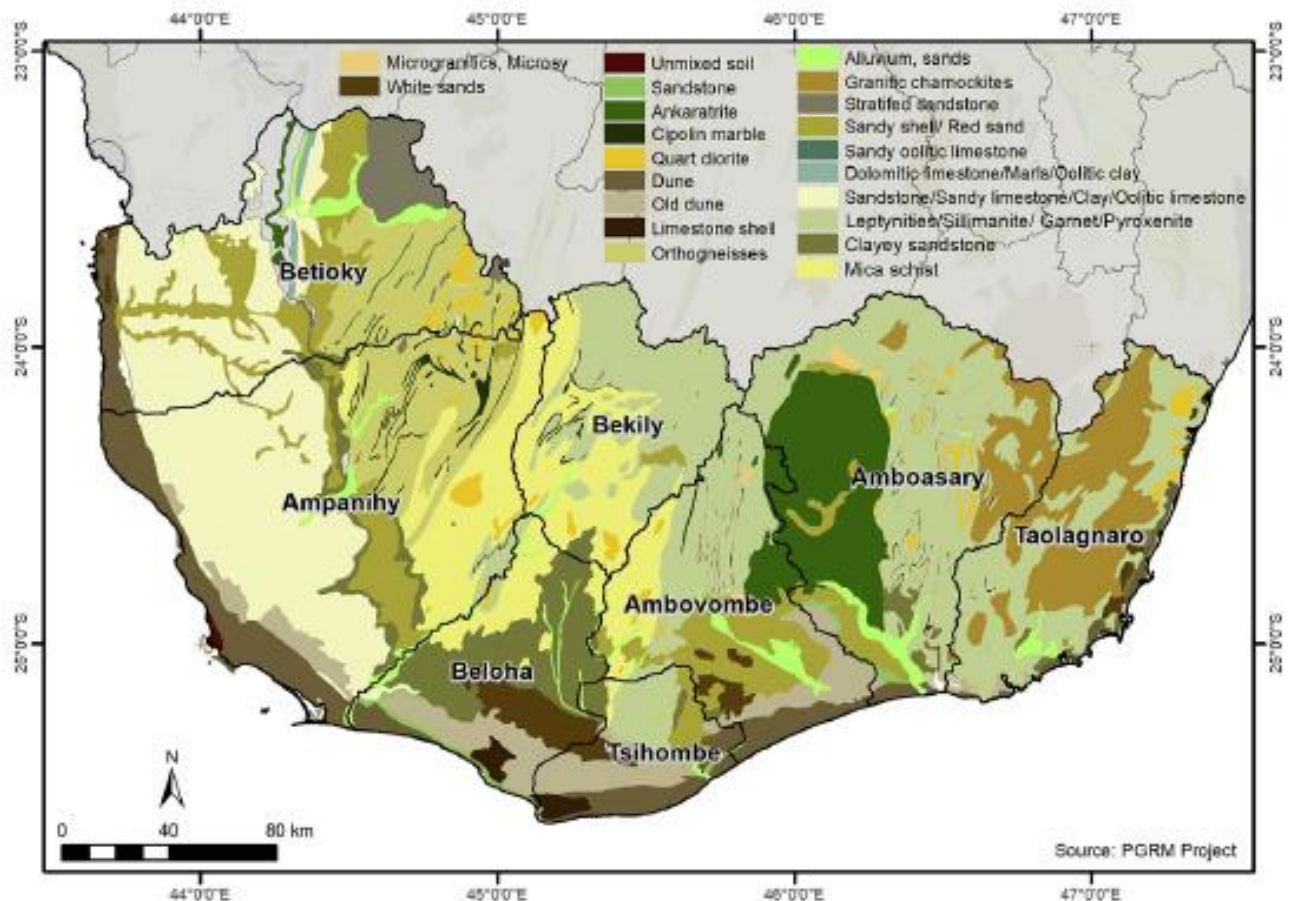 44°0'0"E 45°0'0"E 46°0'0"E 47°0'0"E
23°0'0"S
23°0'0"S
Microgranitics, Microsy
White sands
Unmixed soil
Sandstone
Ankaratrite
Cipolin marble
Quart diorite
Dune
Old dune
Limestone shell
Orthogneisses
Alluvium, sands
Granitic charnockites
Stratifed sandstone
Sandy shell/ Red sand
Sandy oolitic limestone
Dolomitic limestone/Marls/Oolitic clay
Sandstone/Sandy limestone/Clay/Oolitic limestone
Leptynities/Sillimanite/ Garnet/Pyroxenite
Clayey sandstone
Mica schist
Betioky
24°0'0"S
24°0'0"S
Bekily
Amboasary
Ampanihy
Taolagnaro
Ambovombe
25°0'0"S
25°0'0"S
Beloha
Tsihombe
N
0 40 80 km
Source: PGRM Project
44°0'0"E 45°0'0"E 46°0'0"E 47°0'0"E